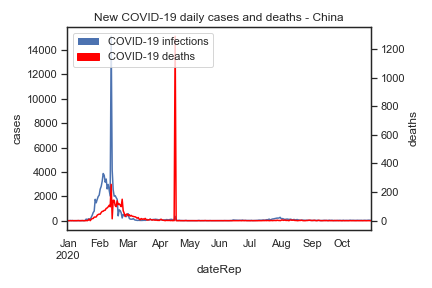 New COVID-19 daily cases and deaths - China
COVID-19 infections
COVID-19 deaths
14000
12000
10000
8000
6000
4000
2000
0
cases
1200
1000
800
600
400
200
0
deaths
Jan Feb Mar Apr May Jun Jul Aug Sep Oct
2020
dateRep